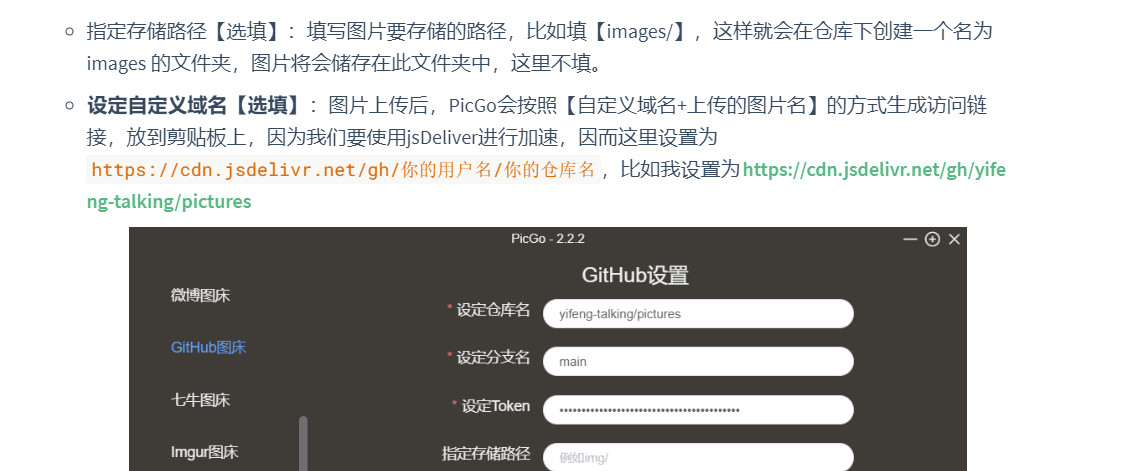 指定存储路径【选填】：填写图片要存储的路径，比如填【images/】，这样就会在仓库下创建一个名为
images 的文件夹，图片将会储存在此文件夹中，这里不填。
设定自定义域名【选填】：图片上传后，PicGo会按照【自定义域名+上传的图片名】的方式生成访问链
接，放到剪贴板上，因为我们要使用jsDeliver进行加速，因而这里设置为
https://cdn.jsdelivr.net/gh/你的用户名/你的仓库名，比如我设置为https://cdn.jsdelivr.net/gh/yife
ng-talking/pictures
PicGo - 2.2.2
GitHub设置
微博图床
* 设定仓库名 yifeng-talking/pictures
GitHub图床
* 设定分支名 main
七牛图床
* 设定Token
Imgur图床
指定存储路径 例如img/